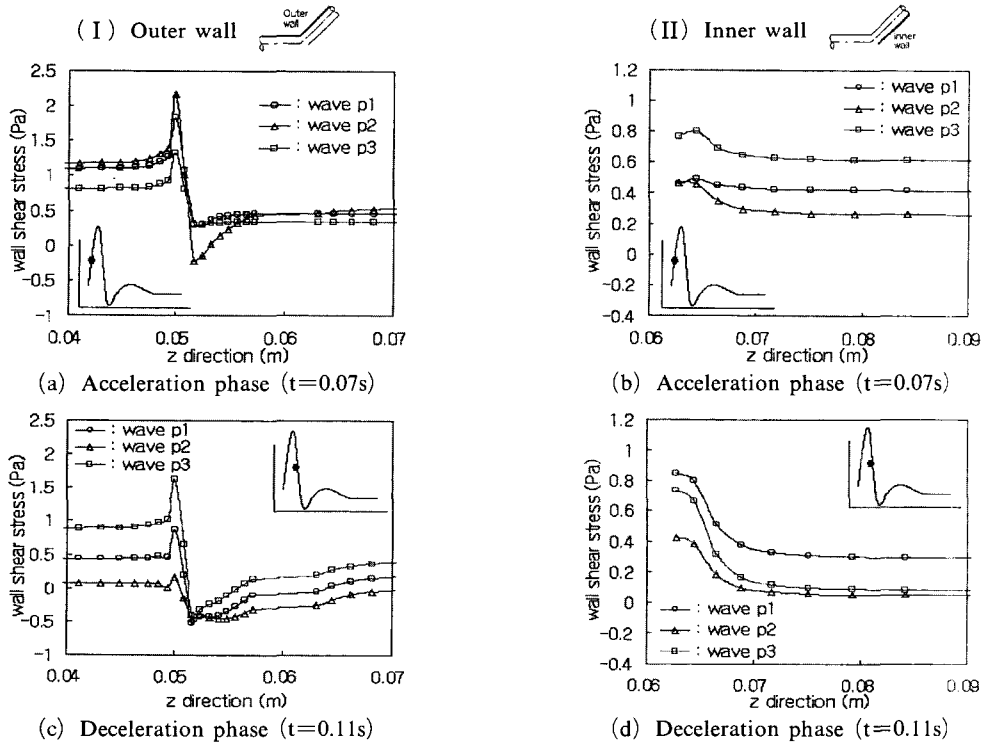 (I) Outer wall
Outer wall
(II) Inner wall
inner wall
2.5
2
1.5
1
0.5
0
−0.5
−1
wall shear stress (Pa)
: wave p1
: wave p2
: wave p3
0.04 0.05 0.06 0.07
z direction (m)
(a) Acceleration phase (t=0.07s)
1.2
1.0
0.8
0.6
0.4
0.2
0
−0.2
−0.4
wall shear stress (Pa)
: wave p1
: wave p2
: wave p3
0.06 0.07 0.08 0.09
z direction (m)
(b) Acceleration phase (t=0.07s)
2.5
2
1.5
1
0.5
0
−0.5
−1
wall shear stress (Pa)
: wave p1
: wave p2
: wave p3
0.04 0.05 0.06 0.07
z direction (m)
(c) Deceleration phase (t=0.11s)
1.2
1.0
0.8
0.6
0.4
0.2
0
−0.2
−0.4
wall shear stress (Pa)
: wave p1
: wave p2
: wave p3
0.06 0.07 0.08 0.09
z direction (m)
(d) Deceleration phase (t=0.11s)